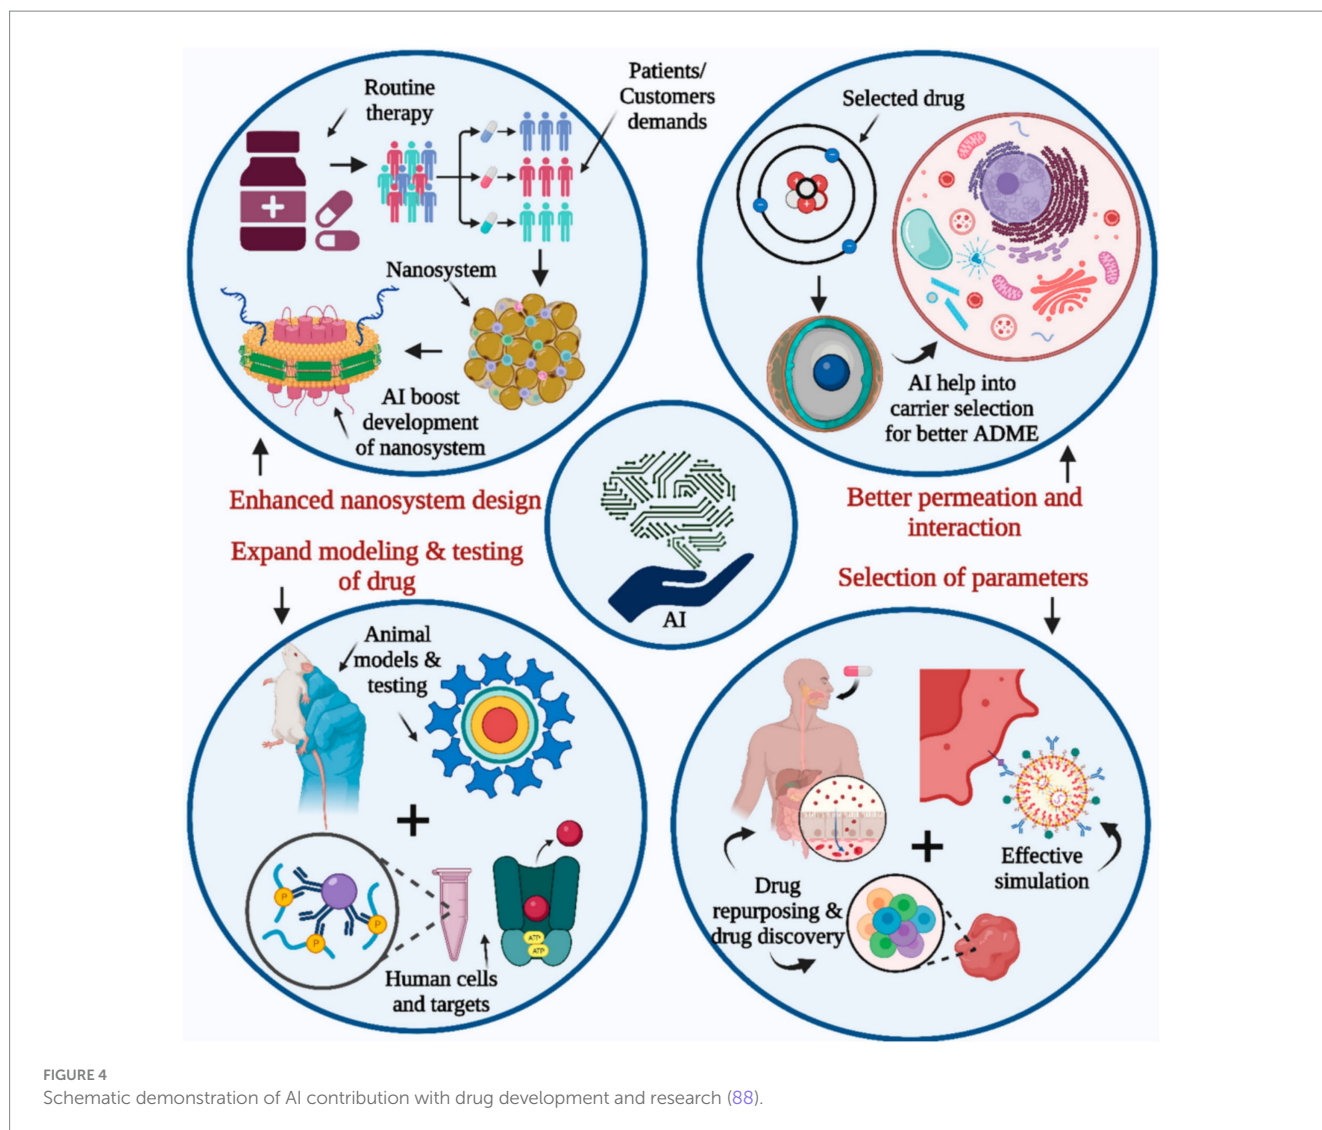 Routine
therapy
Patients/
Customers
demands
Nanosystem
AI boost
development
of nanosystem
Enhanced nanosystem design
Selected drug
AI help into
carrier selection
for better ADME
Better permeation and
interaction
AI
Expand modeling & testing
of drug
Animal
models &
testing
P
P
P
ATP
ATP
Human cells
and targets
Selection of parameters
Effective
simulation
Drug
repurposing &
drug discovery
FIGURE 4
Schematic demonstration of AI contribution with drug development and research (88).